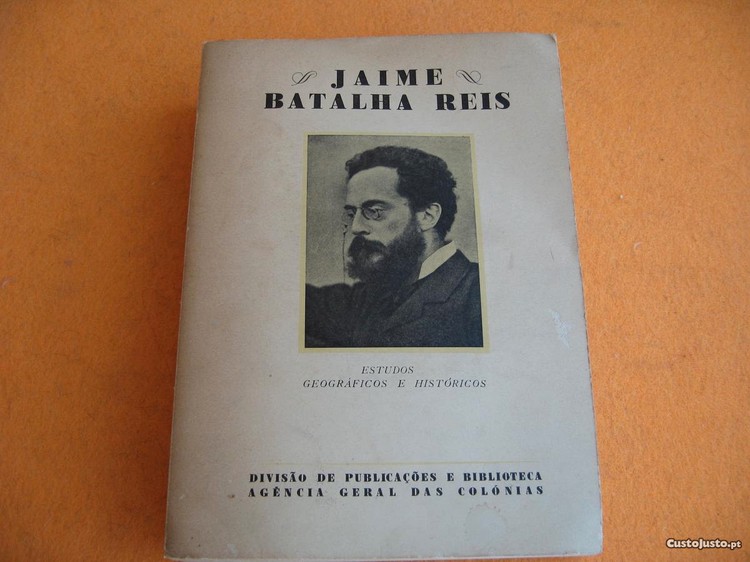 JAIME
BATALHA REIS
ESTUDOS
GEOGRÁFICOS E HISTÓRICOS
DIVISÃO DE PUBLICAÇÕES E BIBLIOTECA
AGÊNCIA GERAL DAS COLÓNIAS
CustoJusto.pt